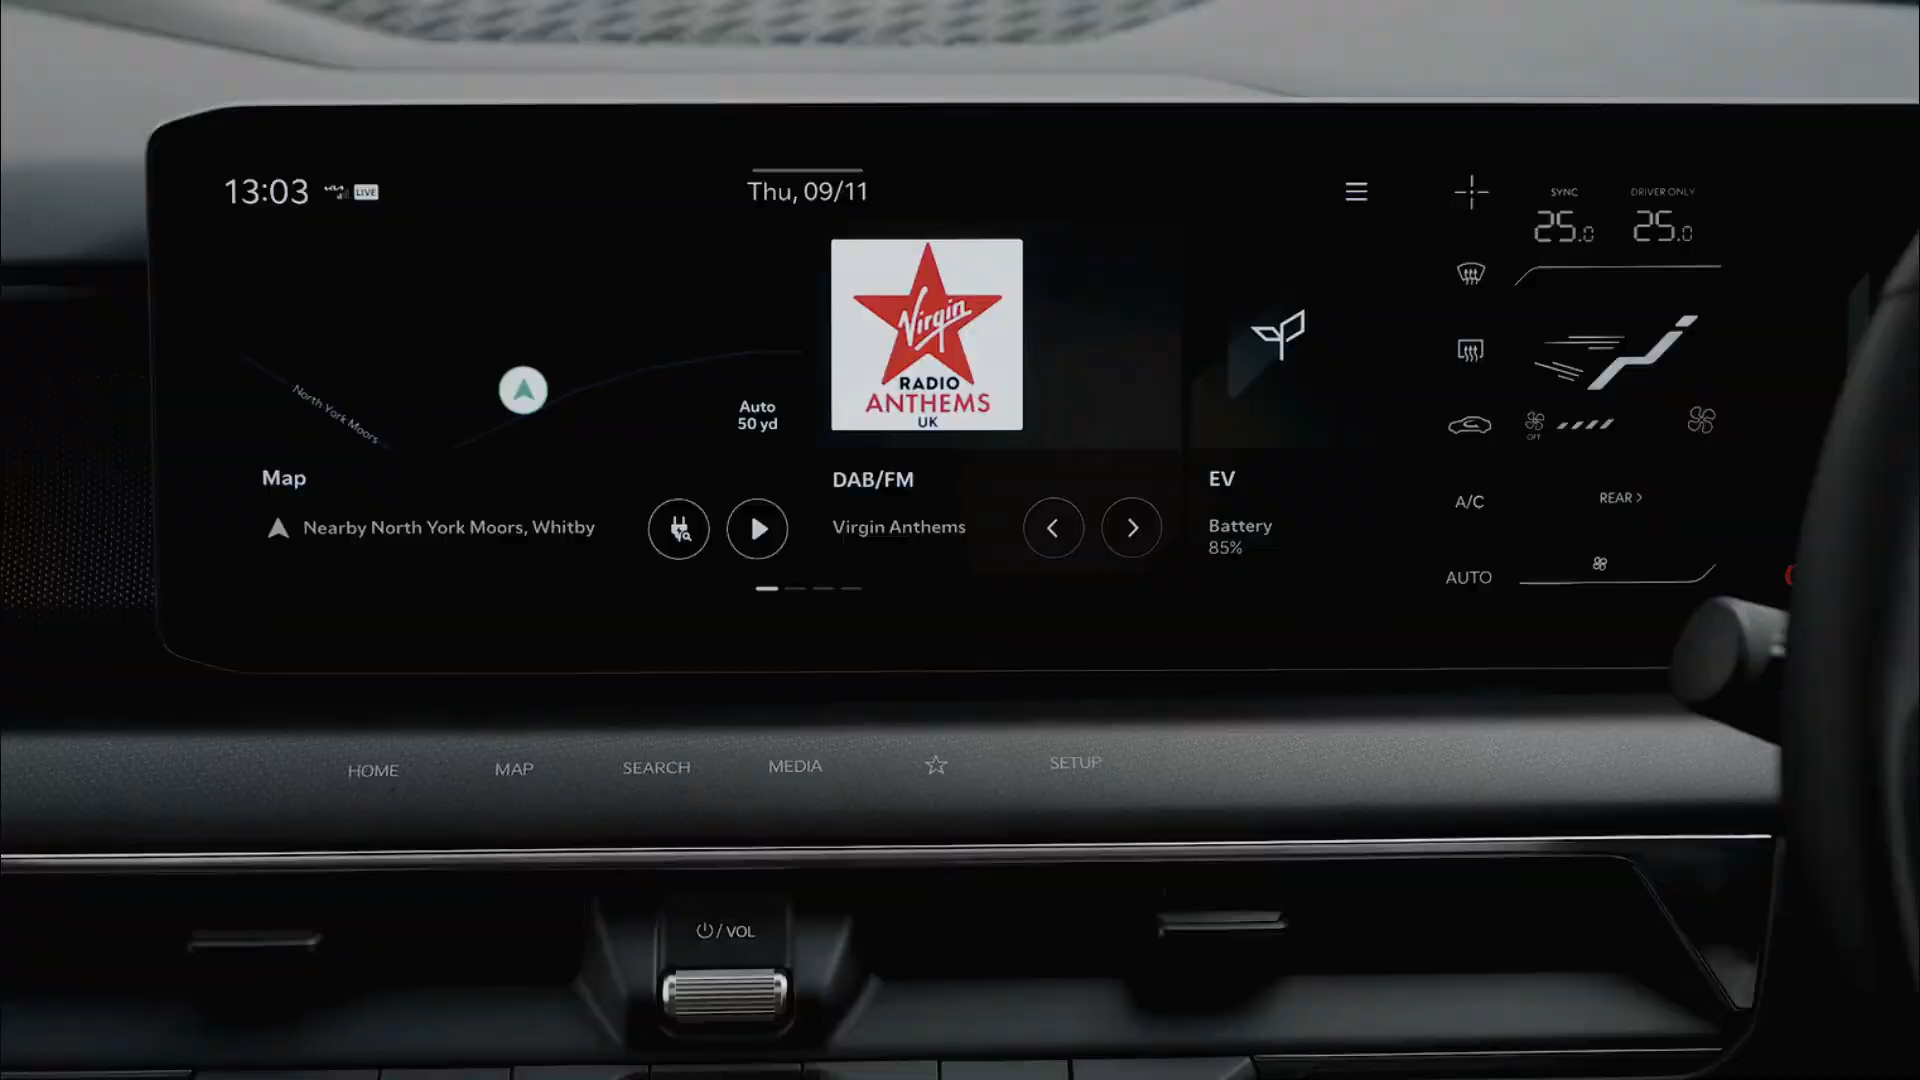 13:03
LIVE
Thu, 09/11
SYNC
DRIVER ONLY
25.0
25.0
Virgin
RADIO
ANTHEMS
UK
North York Moors
Auto
50 yd
OFF
Map
DAB/FM
EV
A/C
REAR
Nearby North York Moors, Whitby
Virgin Anthems
Battery
85%
AUTO
HOME
MAP
SEARCH
MEDIA
SETUP
/ VOL